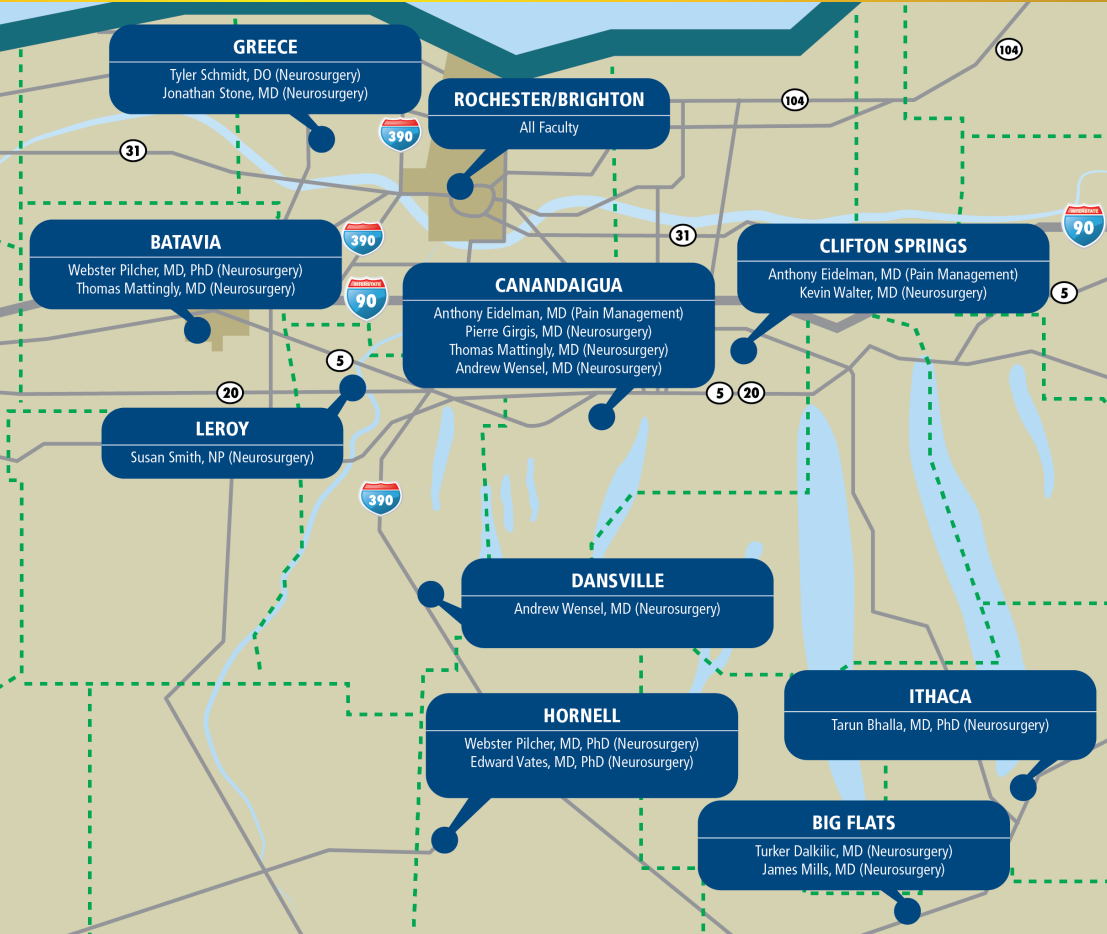 GREECE
Tyler Schmidt, DO (Neurosurgery)
Jonathan Stone, MD (Neurosurgery)
104
ROCHESTER/BRIGHTON
All Faculty
104
390
31
BATAVIA
Webster Pilcher, MD, PhD (Neurosurgery)
Thomas Mattingly, MD (Neurosurgery)
390
31
INTERSTATE
90
CLIFTON SPRINGS
Anthony Eidelman, MD (Pain Management)
Kevin Walter, MD (Neurosurgery)
INTERSTATE
90
CANANDAIGUA
Anthony Eidelman, MD (Pain Management)
Pierre Girgis, MD (Neurosurgery)
Thomas Mattingly, MD (Neurosurgery)
Andrew Wensel, MD (Neurosurgery)
5
5
20
5 20
LEROY
Susan Smith, NP (Neurosurgery)
390
DANSVILLE
Andrew Wensel, MD (Neurosurgery)
HORNELL
Webster Pilcher, MD, PhD (Neurosurgery)
Edward Vates, MD, PhD (Neurosurgery)
ITHACA
Tarun Bhalla, MD, PhD (Neurosurgery)
BIG FLATS
Turker Dalkilic, MD (Neurosurgery)
James Mills, MD (Neurosurgery)